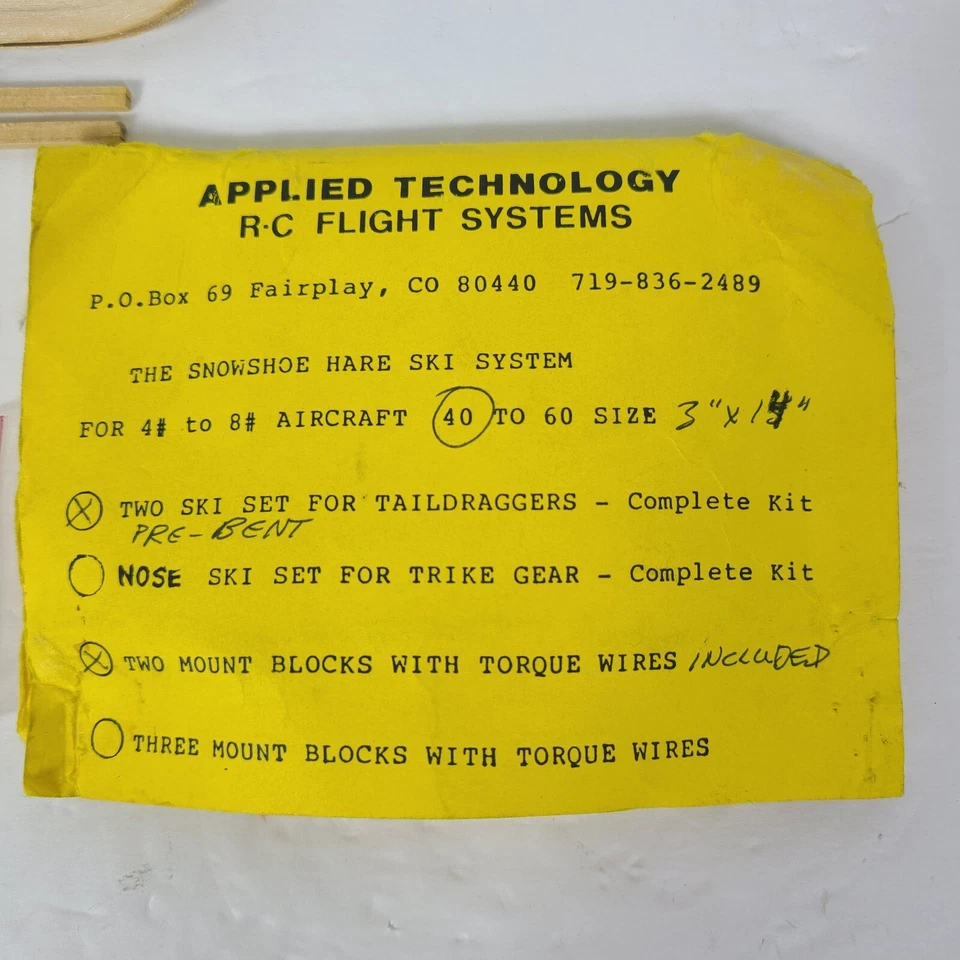 APPLIED TECHNOLOGY
R·C FLIGHT SYSTEMS
P.O.Box 69 Fairplay, CO 80440 719-836-2489
THE SNOWSHOE HARE SKI SYSTEM
FOR 4# to 8# AIRCRAFT 40 TO 60 SIZE 3" X 14"
TWO SKI SET FOR TAILDRAGGERS - Complete Kit
PRE-BENT
NOSE SKI SET FOR TRIKE GEAR - Complete Kit
TWO MOUNT BLOCKS WITH TORQUE WIRES INCLUDED
THREE MOUNT BLOCKS WITH TORQUE WIRES